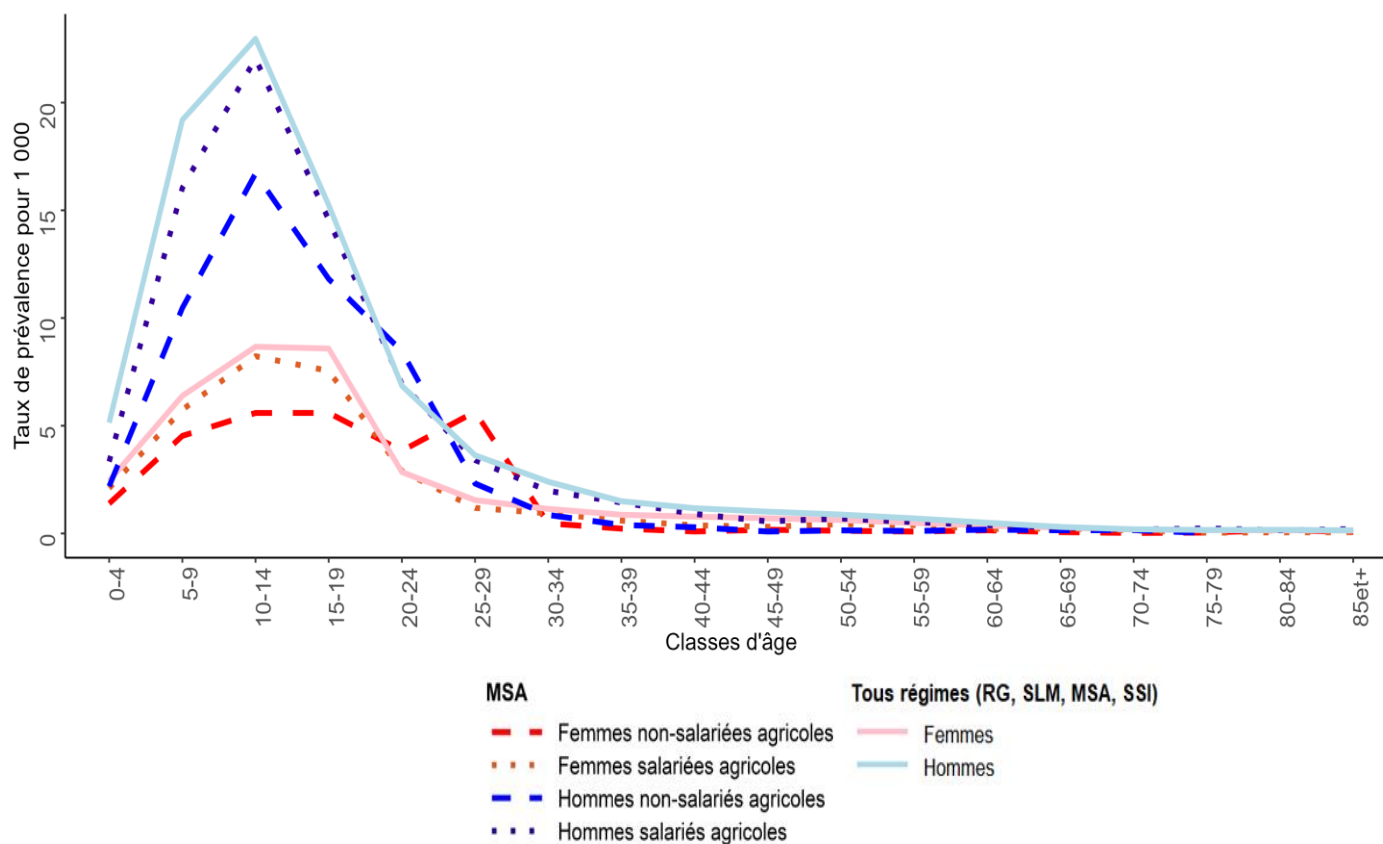 Taux de prévalence pour 1 000
20
15
10
5
0
0-4
5-9
10-14
15-19
20-24
25-29
30-34
35-39
40-44
45-49
50-54
55-59
60-64
65-69
70-74
75-79
80-84
85et+
Classes d'âge
MSA
Femmes non-salariées agricoles
Femmes salariées agricoles
Hommes non-salariés agricoles
Hommes salariés agricoles
Tous régimes (RG, SLM, MSA, SSI)
Femmes
Hommes